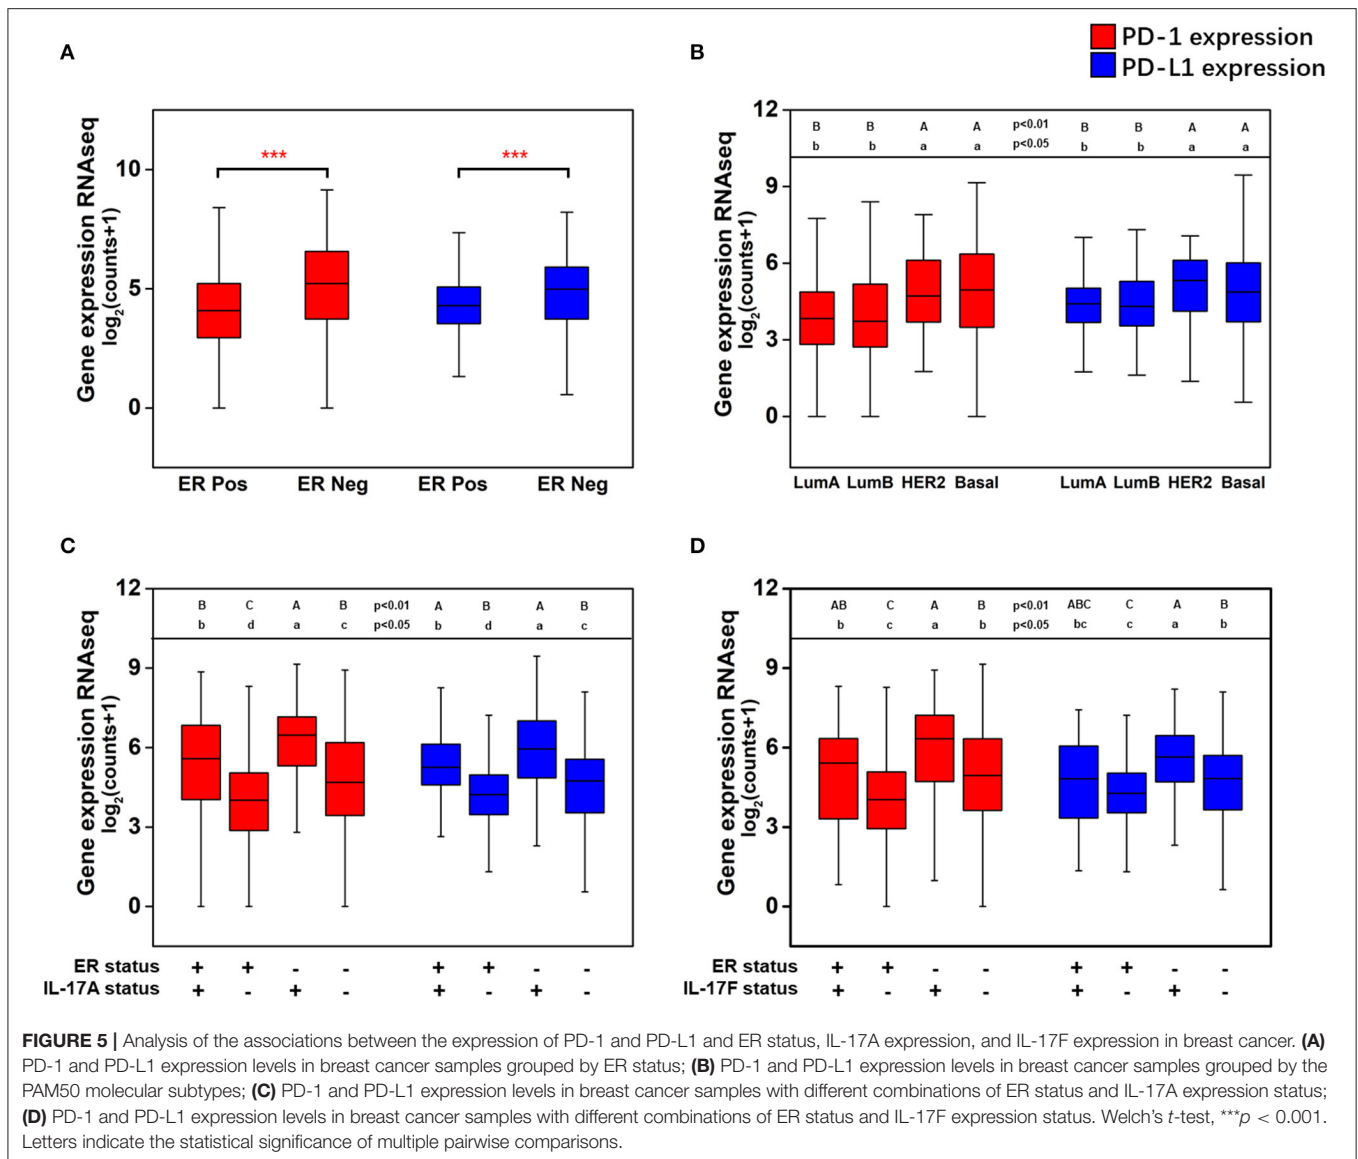 A
B
PD-1 expression
PD-L1 expression
Gene expression RNAseq
log2(counts+1)
10
5
0
*** ***
ER Pos ER Neg ER Pos ER Neg
Gene expression RNAseq
log2(counts+1)
12
9
6
3
0
B B A A p<0.01 B B A A
b b a a p<0.05 b b a a
LumA LumB HER2 Basal LumA LumB HER2 Basal
C
Gene expression RNAseq
log2(counts+1)
12
9
6
3
0
B C A B p<0.01 A B A B
b d a c p<0.05 b d a c
ER status + + - - + + - -
IL-17A status + - + - + - + -
D
Gene expression RNAseq
log2(counts+1)
12
9
6
3
0
AB C A B p<0.01 ABC C A B
b c a b p<0.05 bc c a b
ER status + + - - + + - -
IL-17F status + - + - + - + -
FIGURE 5 | Analysis of the associations between the expression of PD-1 and PD-L1 and ER status, IL-17A expression, and IL-17F expression in breast cancer. (A)
PD-1 and PD-L1 expression levels in breast cancer samples grouped by ER status; (B) PD-1 and PD-L1 expression levels in breast cancer samples grouped by the
PAM50 molecular subtypes; (C) PD-1 and PD-L1 expression levels in breast cancer samples with different combinations of ER status and IL-17A expression status;
(D) PD-1 and PD-L1 expression levels in breast cancer samples with different combinations of ER status and IL-17F expression status. Welch's t-test, ***p < 0.001.
Letters indicate the statistical significance of multiple pairwise comparisons.